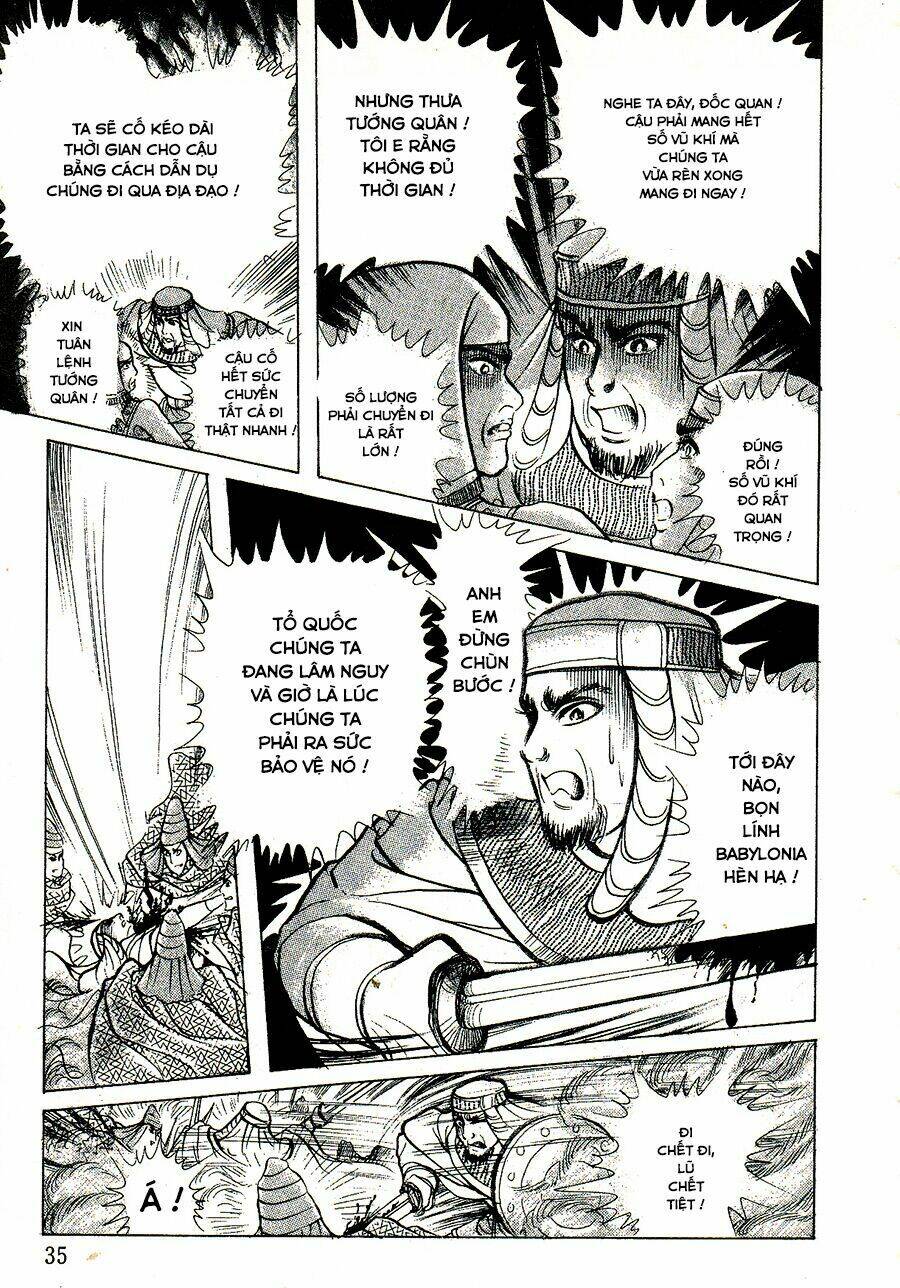 NGHE TA ĐÂY, ĐỐC QUAN !
CẬU PHẢI MANG HẾT
SỐ VŨ KHÍ MÀ
CHÚNG TA
VỪA RÈN XONG
MANG ĐI NGAY !
NHƯNG THƯA
TƯỚNG QUÂN !
TÔI E RẰNG
KHÔNG ĐỦ
THỜI GIAN !
ĐÚNG
RỒI !
SỐ VŨ KHÍ
ĐÓ RẤT
QUAN
TRỌNG !
SỐ LƯỢNG
PHẢI CHUYỂN ĐI
LÀ RẤT
LỚN !
TA SẼ CỐ KÉO DÀI
THỜI GIAN CHO CẬU
BẰNG CÁCH DẪN DỤ
CHÚNG ĐI QUA ĐỊA ĐẠO !
CẬU CỐ
HẾT SỨC
CHUYỂN
TẤT CẢ ĐI
THẬT NHANH !
XIN
TUÂN
LỆNH
TƯỚNG
QUÂN !
TỚI ĐÂY
NÀO,
BỌN
LÍNH
BABYLONIA
HÈN HẠ !
ANH
EM
ĐỪNG
CHÙN
BƯỚC !
TỔ QUỐC
CHÚNG TA
ĐANG LÂM NGUY
VÀ GIỜ LÀ LÚC
CHÚNG TA
PHẢI RA SỨC
BẢO VỆ NÓ !
ĐI
CHẾT ĐI,
LŨ
CHẾT
TIỆT !
Á !
35